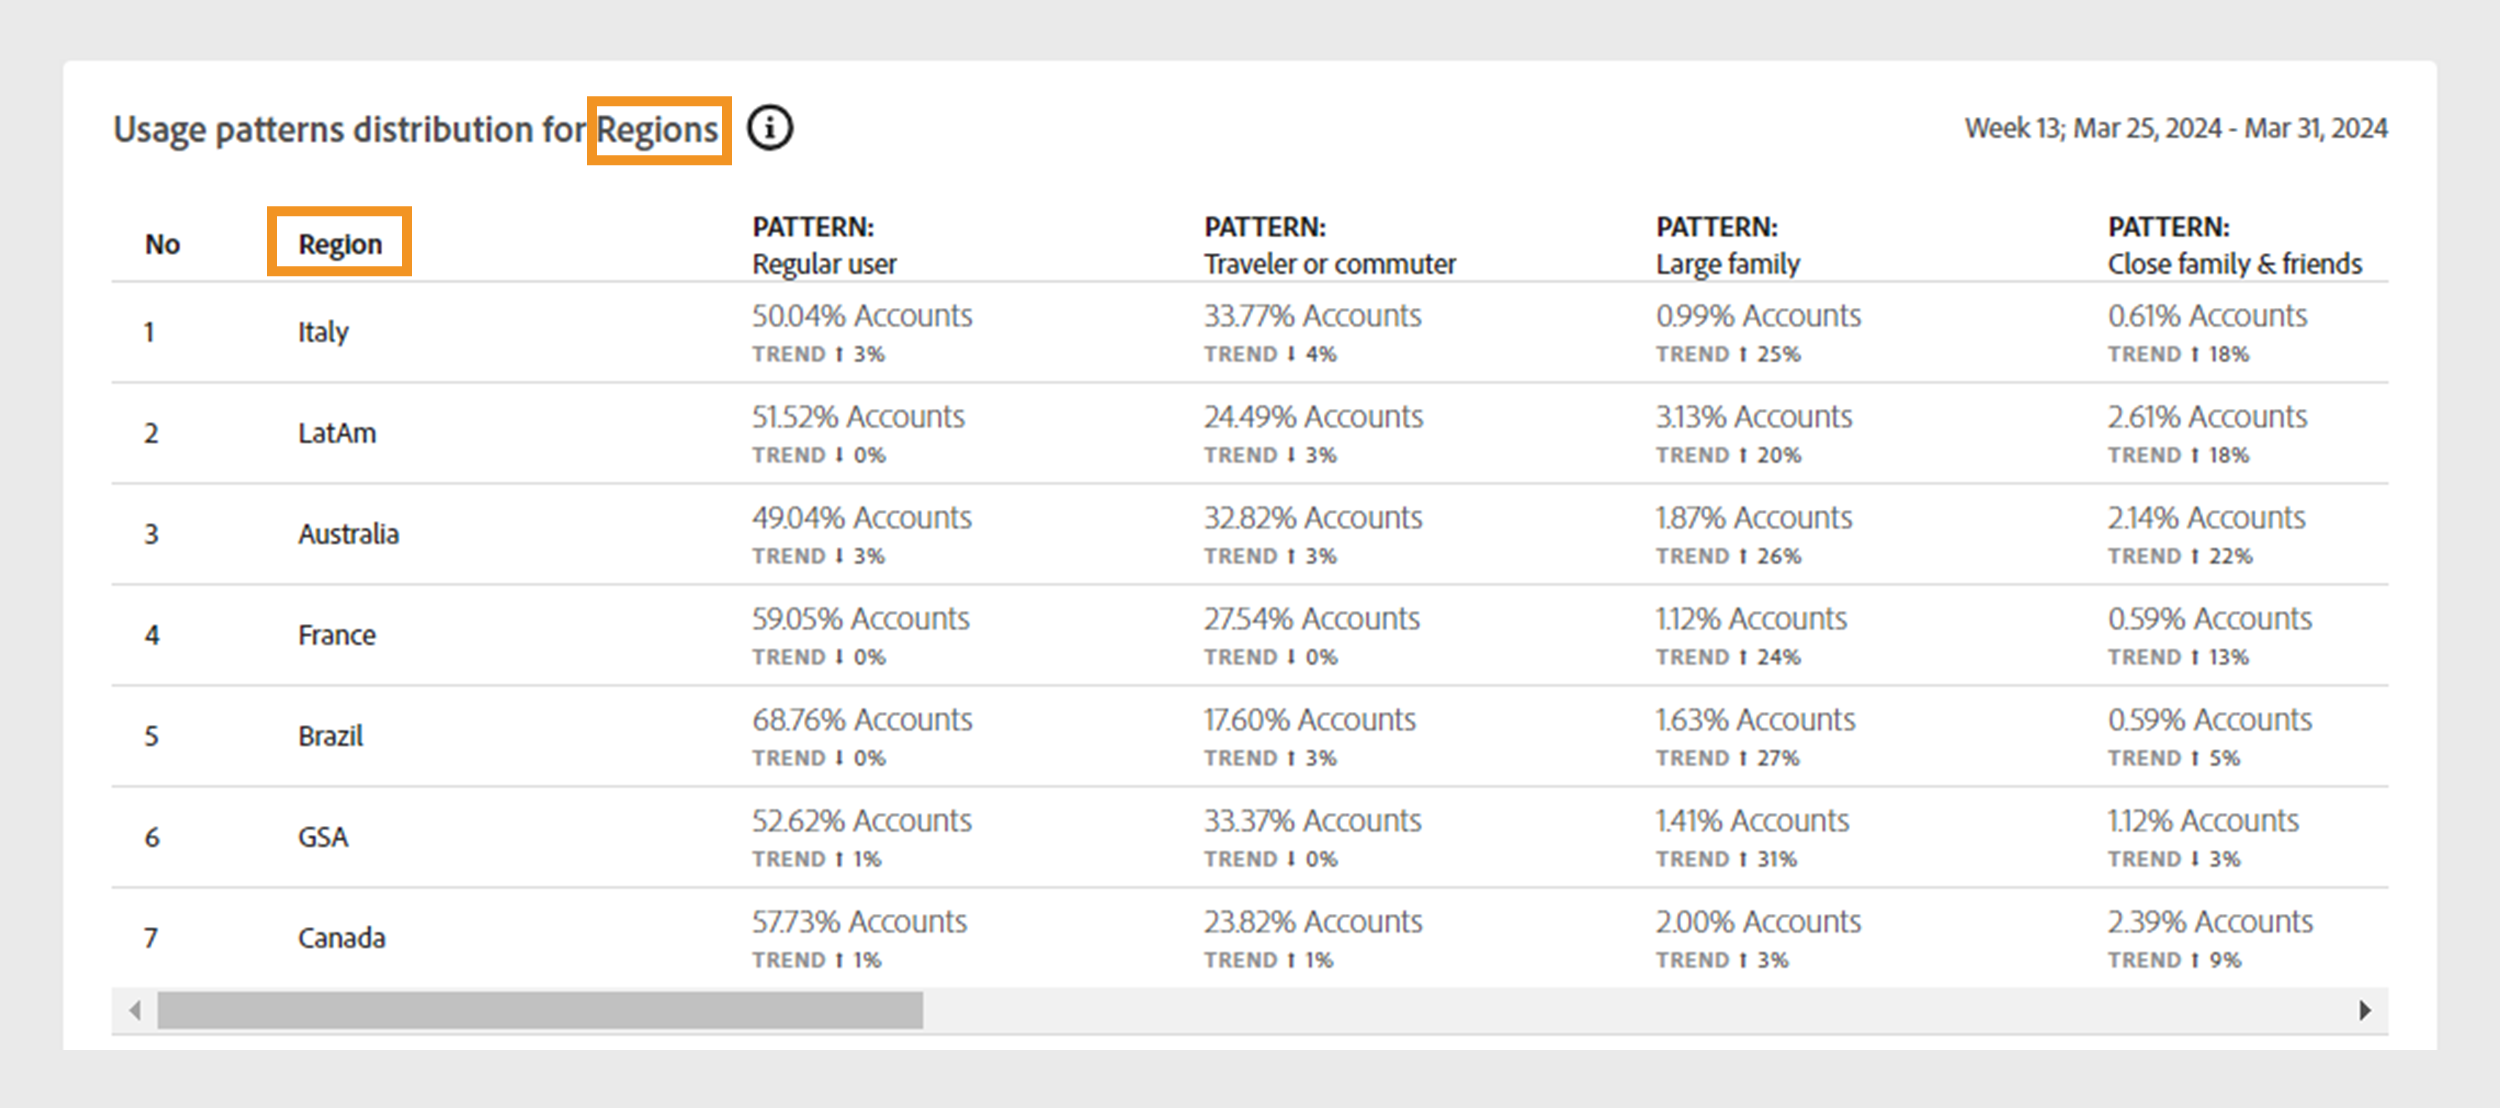 Usage patterns distribution for Regions
Week 13; Mar 25, 2024 - Mar 31, 2024
No Region PATTERN: Regular user PATTERN: Traveler or commuter PATTERN: Large family PATTERN: Close family & friends
1 Italy 50.04% Accounts 33.77% Accounts 0.99% Accounts 0.61% Accounts
TREND ⬆ 3% TREND ⬇ 4% TREND ⬆ 25% TREND ⬆ 18%
2 LatAm 51.52% Accounts 24.49% Accounts 3.13% Accounts 2.61% Accounts
TREND ⬇ 0% TREND ⬇ 3% TREND ⬆ 20% TREND ⬆ 18%
3 Australia 49.04% Accounts 32.82% Accounts 1.87% Accounts 2.14% Accounts
TREND ⬇ 3% TREND ⬆ 3% TREND ⬆ 26% TREND ⬆ 22%
4 France 59.05% Accounts 27.54% Accounts 1.12% Accounts 0.59% Accounts
TREND ⬇ 0% TREND ⬇ 0% TREND ⬆ 24% TREND ⬆ 13%
5 Brazil 68.76% Accounts 17.60% Accounts 1.63% Accounts 0.59% Accounts
TREND ⬇ 0% TREND ⬆ 3% TREND ⬆ 27% TREND ⬆ 5%
6 GSA 52.62% Accounts 33.37% Accounts 1.41% Accounts 1.12% Accounts
TREND ⬆ 1% TREND ⬇ 0% TREND ⬆ 31% TREND ⬇ 3%
7 Canada 57.73% Accounts 23.82% Accounts 2.00% Accounts 2.39% Accounts
TREND ⬆ 1% TREND ⬆ 1% TREND ⬆ 3% TREND ⬆ 9%